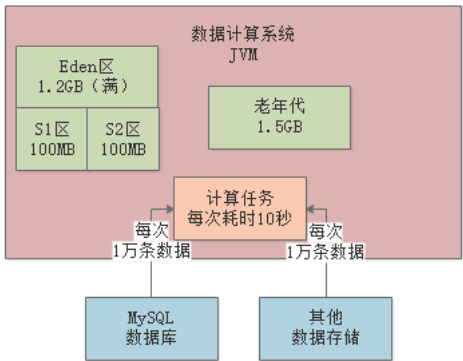 数据计算系统
JVM
Eden区
1.2GB（满）
S1区
100MB
S2区
100MB
老年代
1.5GB
计算任务
每次耗时10秒
每次
1万条数据
每次
1万条数据
MySQL
数据库
其他
数据存储